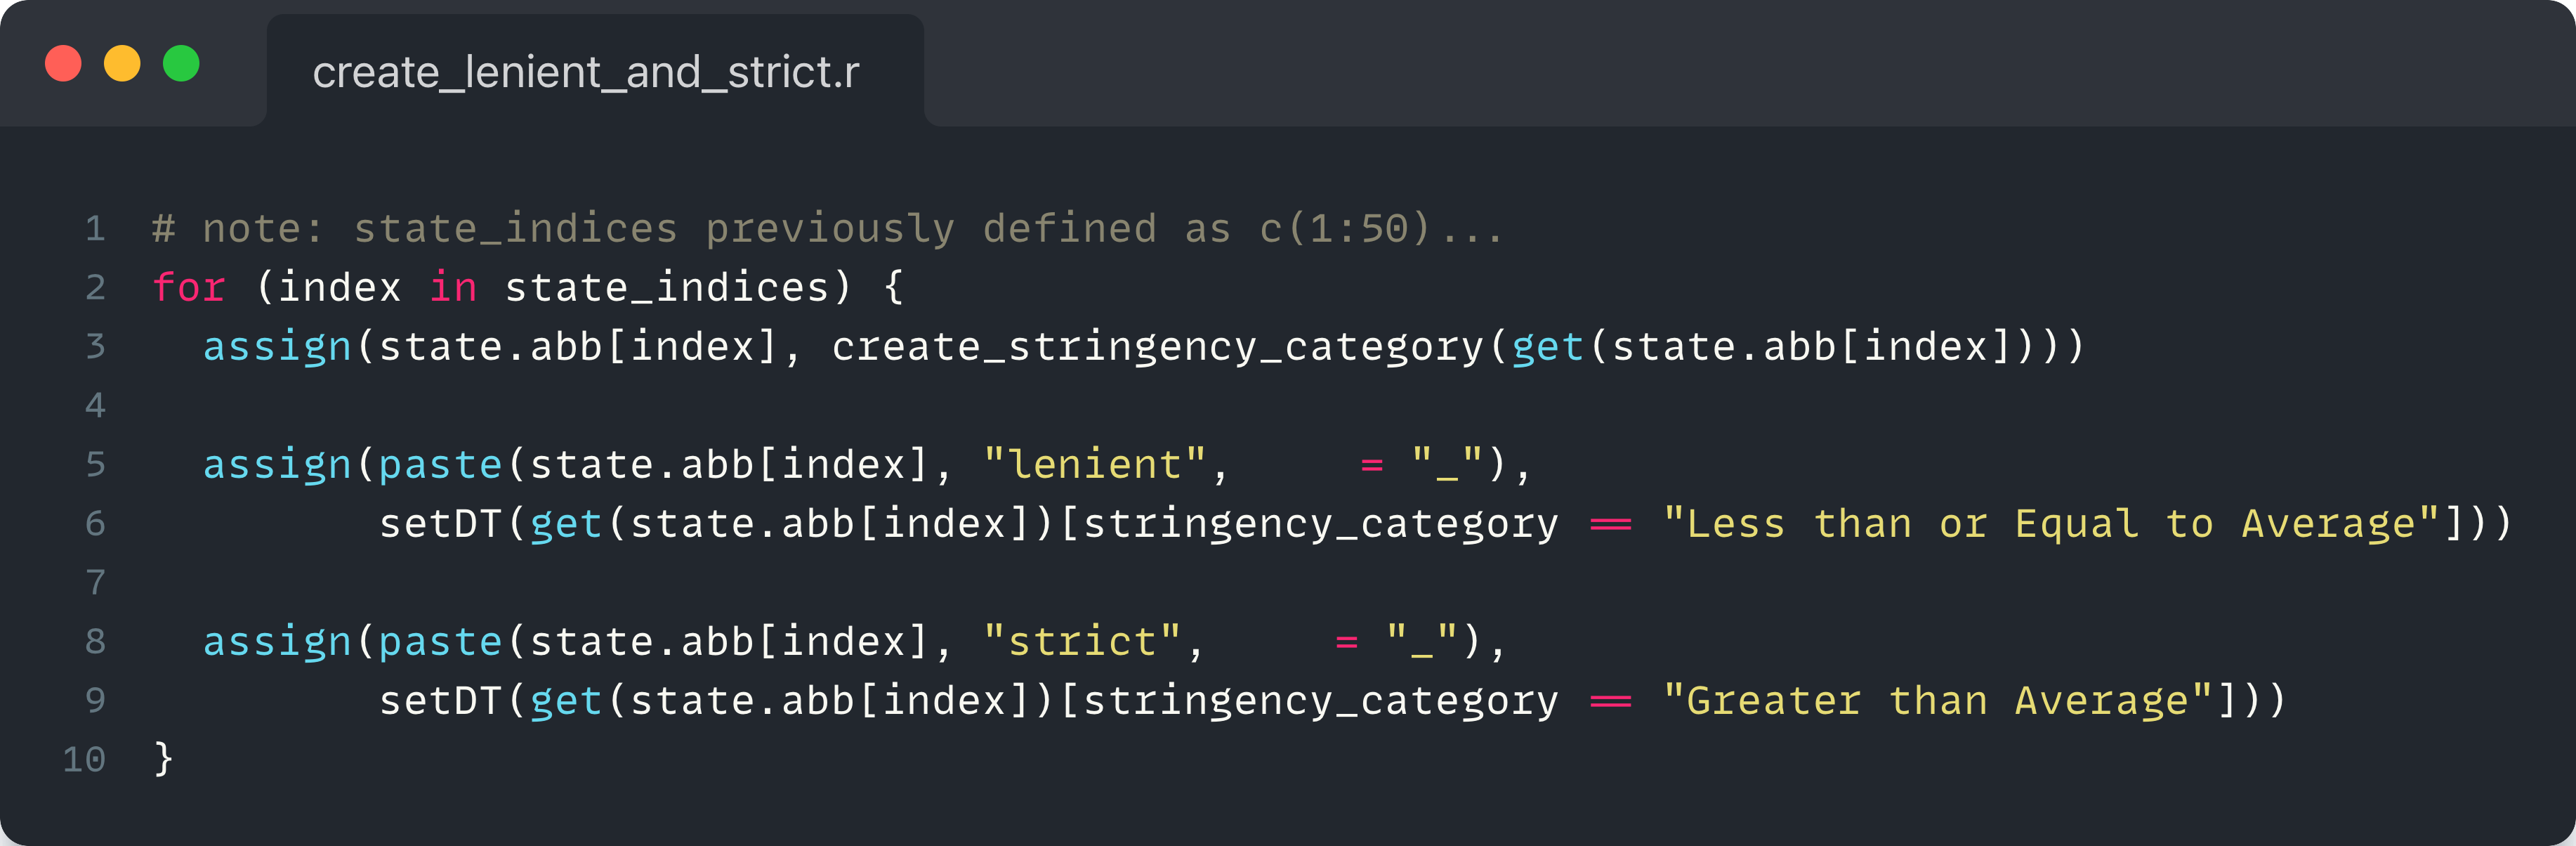 create_lenient_and_strict.r
1 # note: state_indices previously defined as c(1:50)...
2 for (index in state_indices) {
3   assign(state.abb[index], create_stringency_category(get(state.abb[index])))
4
5   assign(paste(state.abb[index], "lenient",     = "_"),
6          setDT(get(state.abb[index])[stringency_category == "Less than or Equal to Average"]))
7
8   assign(paste(state.abb[index], "strict",     = "_"),
9          setDT(get(state.abb[index])[stringency_category == "Greater than Average"]))
10 }